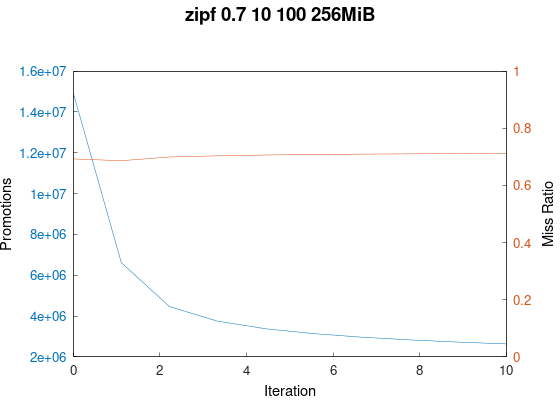 zipf 0.7 10 100 256MiB
1.6e+07
1.4e+07
1.2e+07
1e+07
8e+06
6e+06
4e+06
2e+06
Promotions
1
0.8
0.6
0.4
0.2
0
Miss Ratio
0 2 4 6 8 10
Iteration